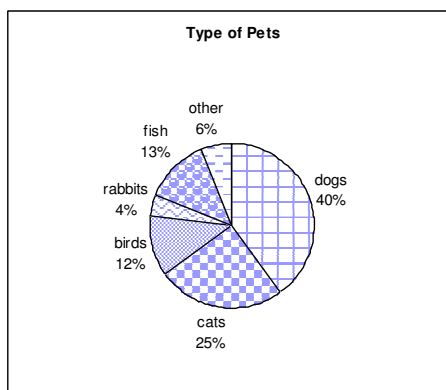 Type of Pets
other
6%
fish
13%
dogs
40%
rabbits
4%
birds
12%
cats
25%